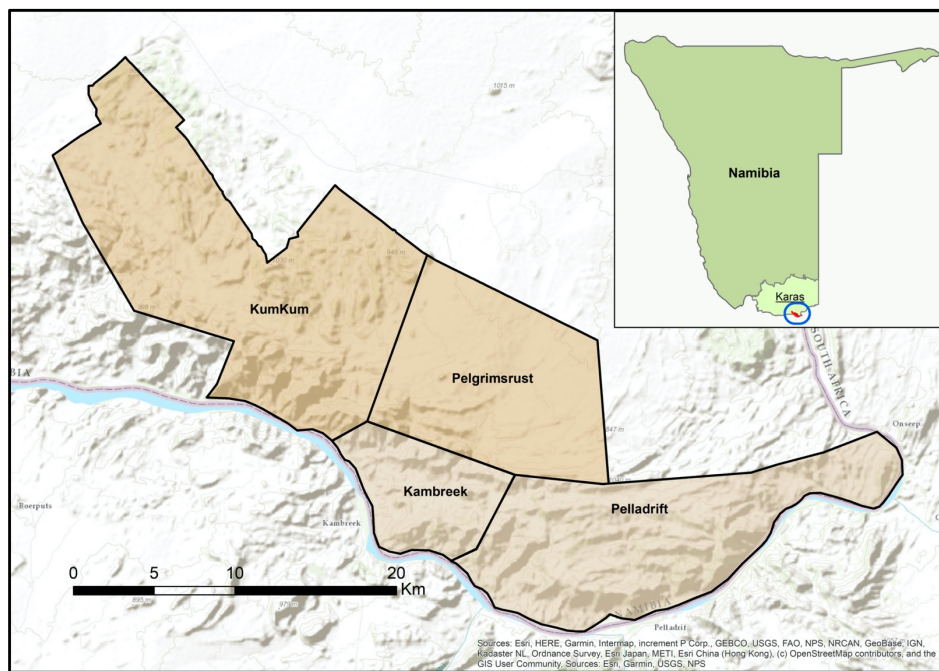 1013 m
Namibia
Karas
SOUTH AFRICA
KumKum
Pelgrimsrust
BIA
847 m
Onseep
Kambreek
Pelladrift
Boerputs
Kambreek
0 5 10 20
Km
NAMIBIA
Pelladrif
Sources: Esri, HERE, Garmin, Intermap, increment P Corp., GEBCO, USGS, FAO, NPS, NRCAN, GeoBase, IGN,
Kadaster NL, Ordnance Survey, Esri Japan, METI, Esri China (Hong Kong), (c) OpenStreetMap contributors, and the
GIS User Community, Sources: Esri, Garmin, USGS, NPS